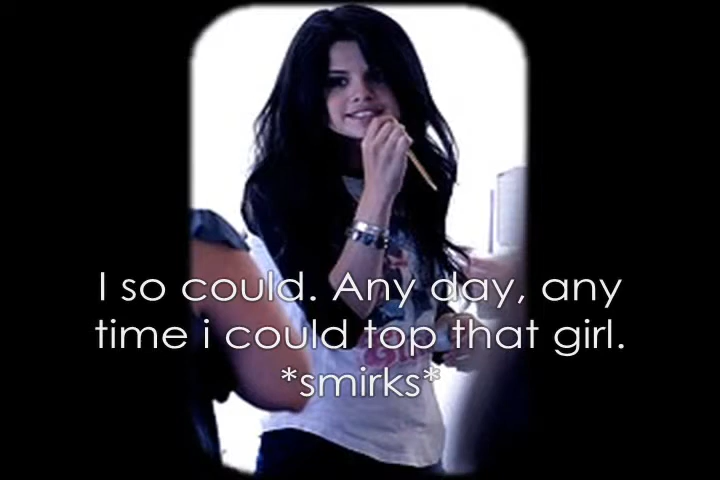 I so could. Any day, any
time i could top that girl.
*smirks*